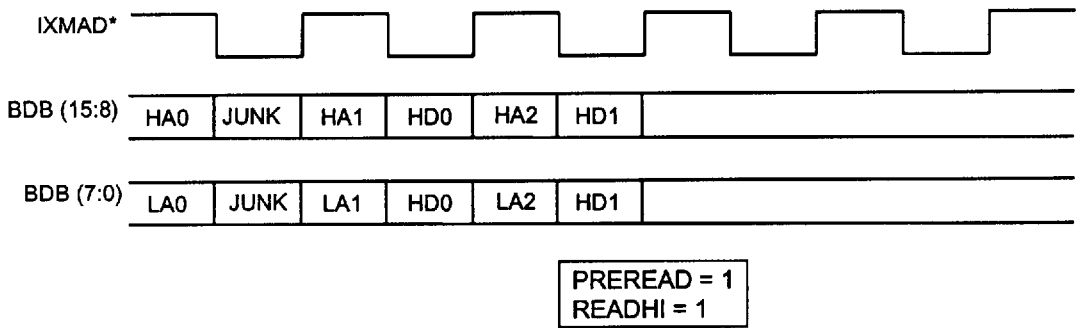 IXMAD*
BDB (15:8) HA0 JUNK HA1 HD0 HA2 HD1
BDB (7:0) LA0 JUNK LA1 HD0 LA2 HD1
PREREAD = 1
READHI = 1